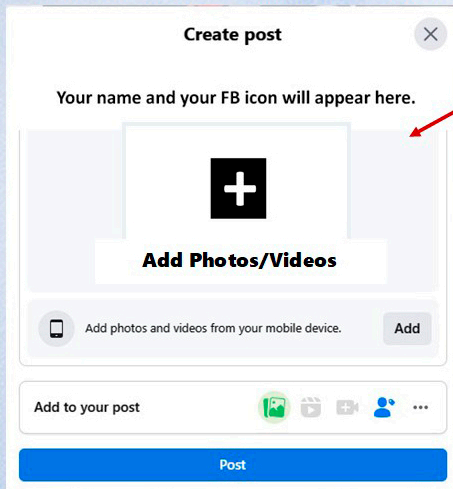 Create post
Your name and your FB icon will appear here.
Add Photos/Videos
Add photos and videos from your mobile device.
Add
Add to your post
Post